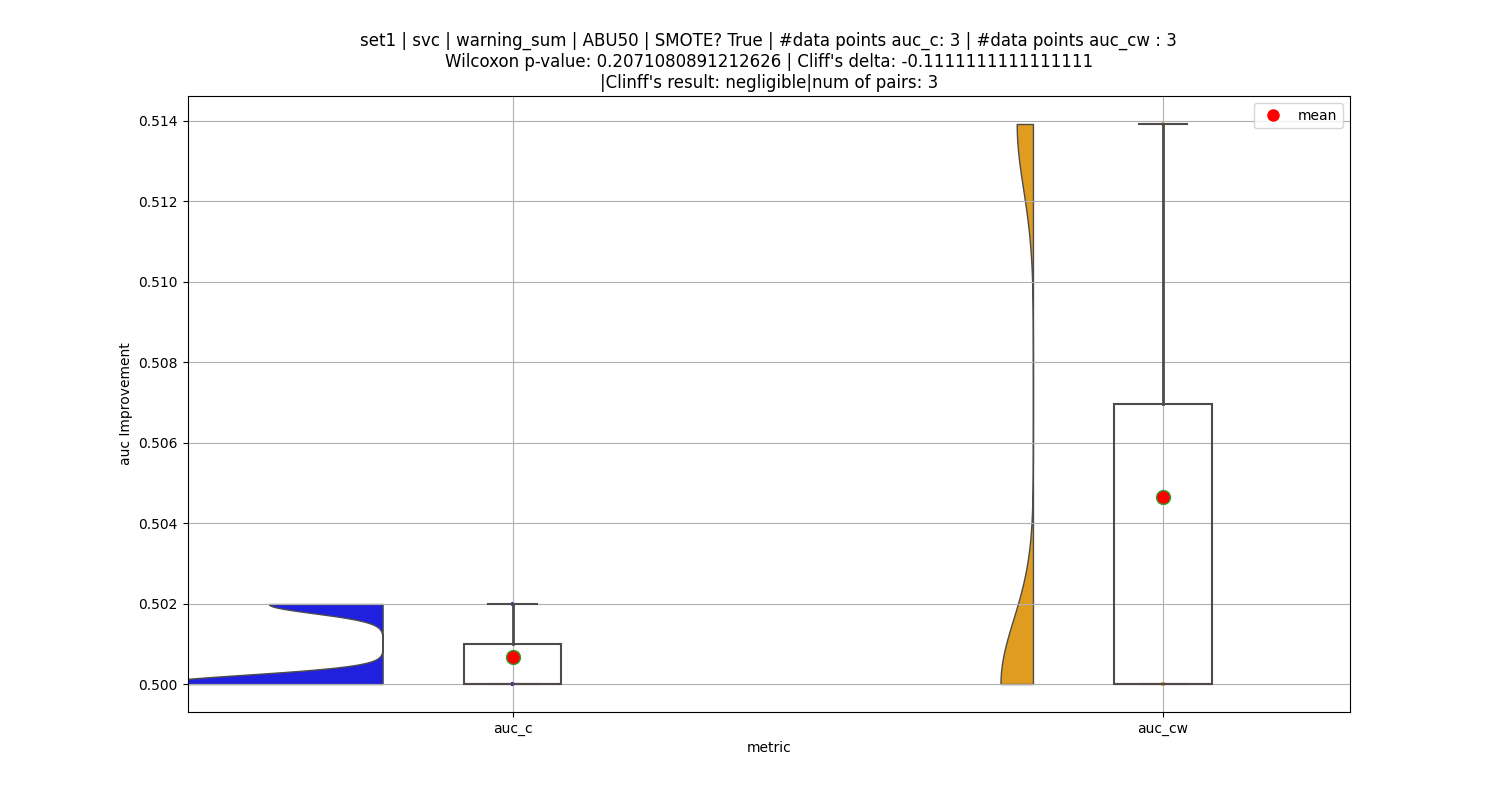 set1 | svc | warning_sum | ABU50 | SMOTE? True | #data points auc_c: 3 | #data points auc_cw : 3
Wilcoxon p-value: 0.2071080891212626 | Cliff's delta: -0.1111111111111111
|Clinff's result: negligible|num of pairs: 3
mean
0.514
0.512
0.510
0.508
0.506
0.504
0.502
0.500
auc Improvement
auc_c
auc_cw
metric